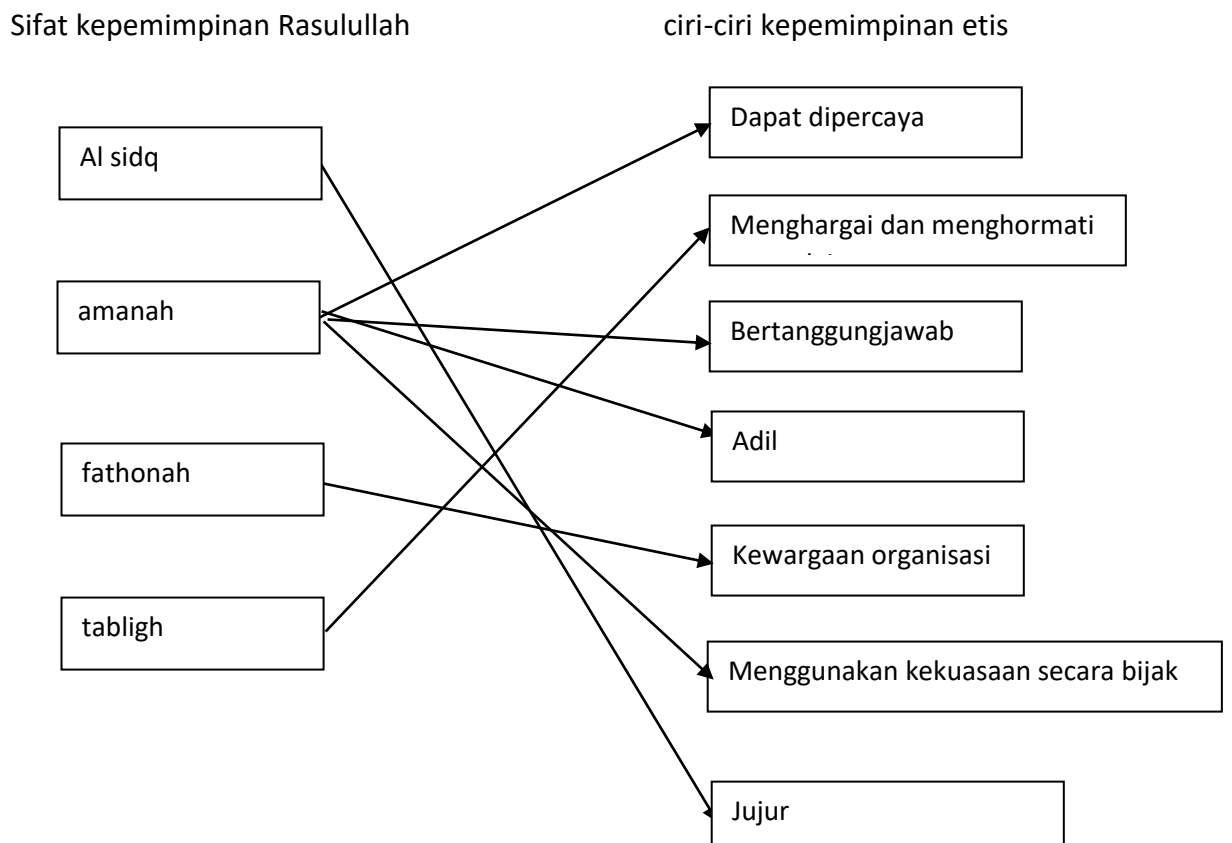 Sifat kepemimpinan Rasulullah
ciri-ciri kepemimpinan etis
Al sidq
amanah
fathonah
tabligh
Dapat dipercaya
Menghargai dan menghormati
Bertanggungjawab
Adil
Kewargaan organisasi
Menggunakan kekuasaan secara bijak
Jujur